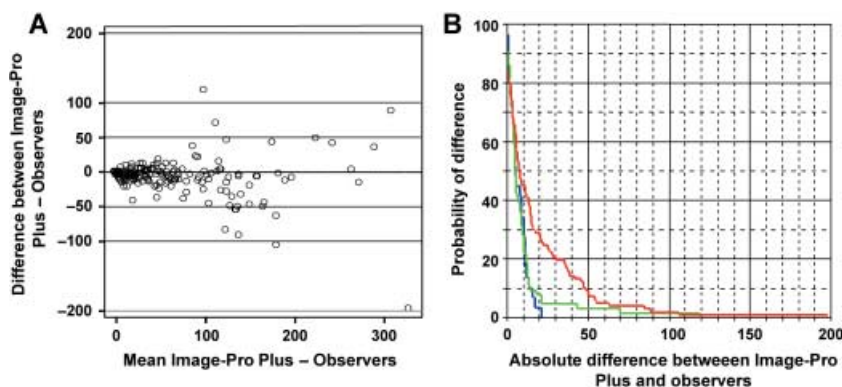 A
Difference between Image-Pro
Plus – Observers
200
100
50
0
–50
–100
–200
0
100
200
300
Mean Image-Pro Plus – Observers
B
Probability of difference
100
80
60
40
20
0
0
50
100
150
200
Absolute difference betweeen Image-Pro
Plus and observers